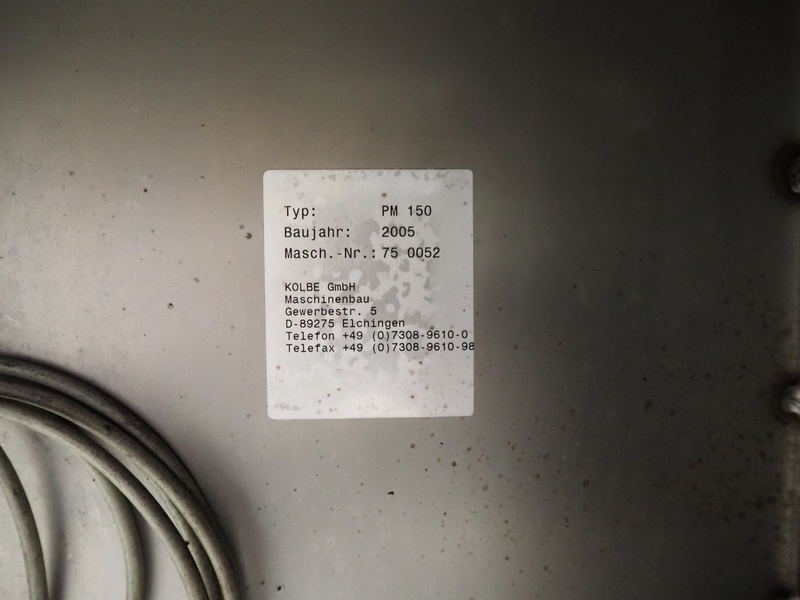 Typ: PM 150
Baujahr: 2005
Masch.-Nr.: 75 0052
KOLBE GmbH
Maschinenbau
Gewerbestr. 5
D-89275 Elchingen
Telefon +49 (0)7308-9610-0
Telefax +49 (0)7308-9610-98